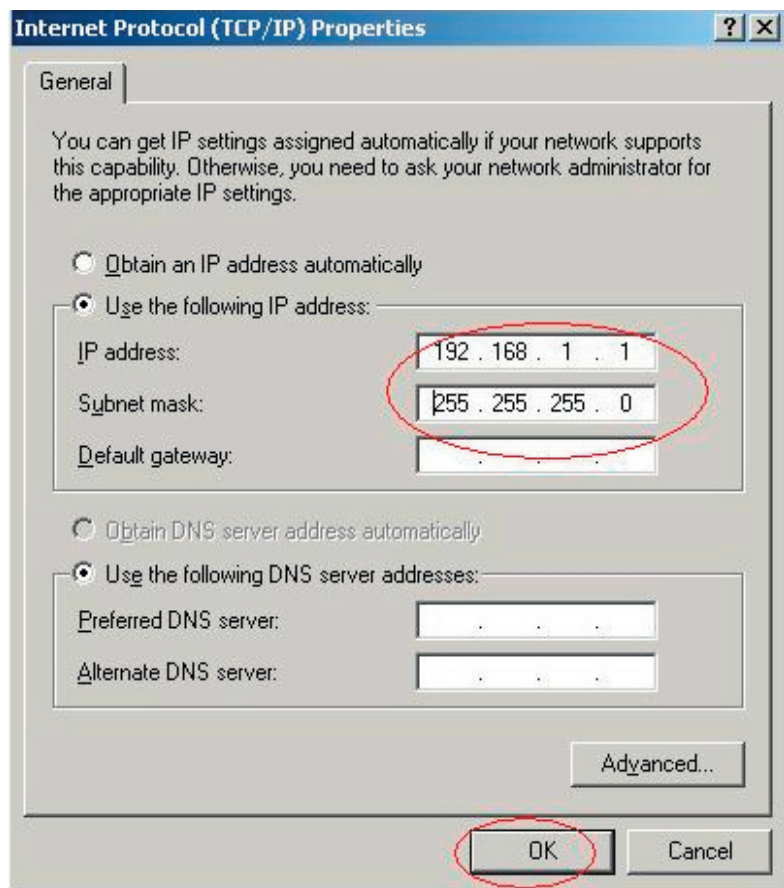 Internet Protocol (TCP/IP) Properties
General
You can get IP settings assigned automatically if your network supports
this capability. Otherwise, you need to ask your network administrator for
the appropriate IP settings.
Obtain an IP address automatically
Use the following IP address:
IP address: 192 . 168 . 1 . 1
Subnet mask: 255 . 255 . 255 . 0
Default gateway: . . .
Obtain DNS server address automatically
Use the following DNS server addresses:
Preferred DNS server: . . .
Alternate DNS server: . . .
Advanced...
OK Cancel